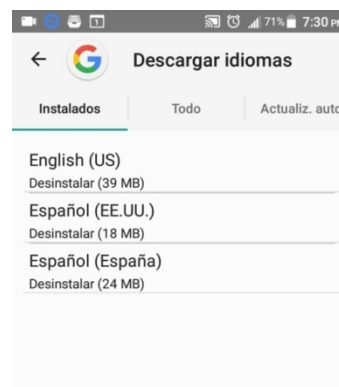 71% 7:30 PM
Descargar idiomas
Instalados Todo Actualiz. auto
English (US)
Desinstalar (39 MB)
Español (EE.UU.)
Desinstalar (18 MB)
Español (España)
Desinstalar (24 MB)